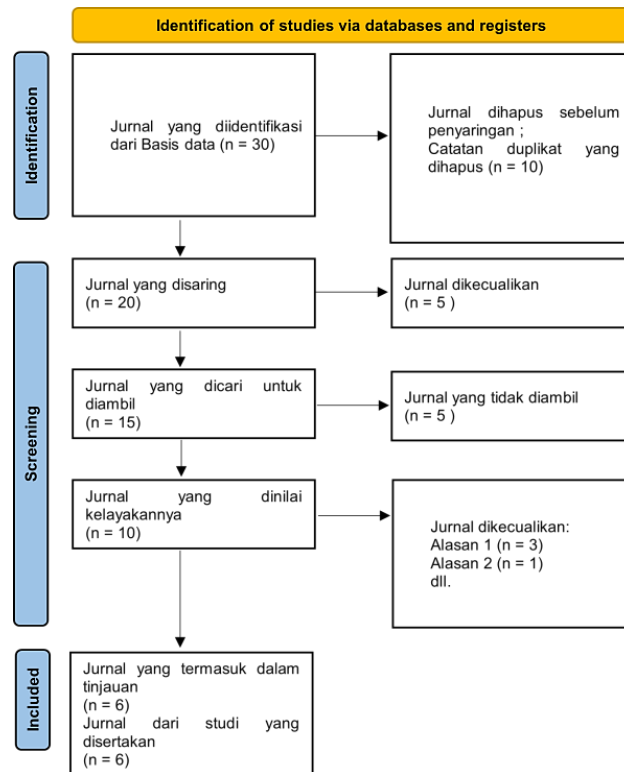 Identification of studies via databases and registers
Identification
Jurnal yang diidentifikasi
dari Basis data (n = 30)
Jurnal dihapus sebelum
penyaringan ;
Catatan duplikat yang
dihapus (n = 10)
Screening
Jurnal yang disaring
(n = 20)
Jurnal dikecualikan
(n = 5 )
Jurnal yang dicari untuk
diambil
(n = 15)
Jurnal yang tidak diambil
(n = 5 )
Jurnal yang dinilai
kelayakannya
(n = 10)
Jurnal dikecualikan:
Alasan 1 (n = 3)
Alasan 2 (n = 1)
dll.
Included
Jurnal yang termasuk dalam
tinjauan
(n = 6)
Jurnal dari studi yang
disertakan
(n = 6)